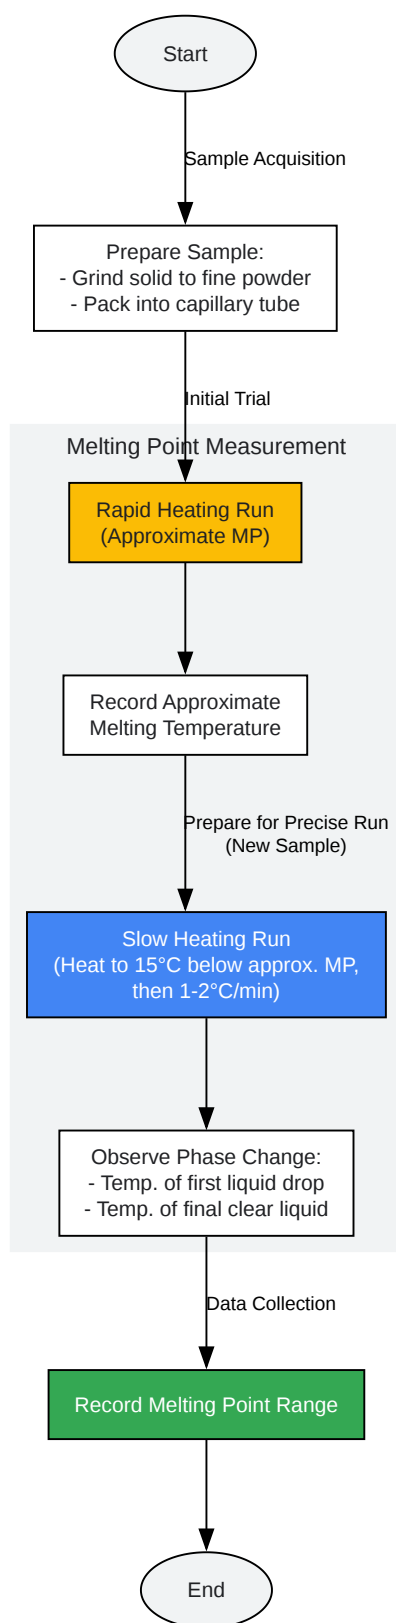 Start
Sample Acquisition
Prepare Sample:
- Grind solid to fine powder
- Pack into capillary tube
Initial Trial
Melting Point Measurement
Rapid Heating Run
(Approximate MP)
Record Approximate
Melting Temperature
Prepare for Precise Run
(New Sample)
Slow Heating Run
(Heat to 15°C below approx. MP,
then 1-2°C/min)
Observe Phase Change:
- Temp. of first liquid drop
- Temp. of final clear liquid
Data Collection
Record Melting Point Range
End